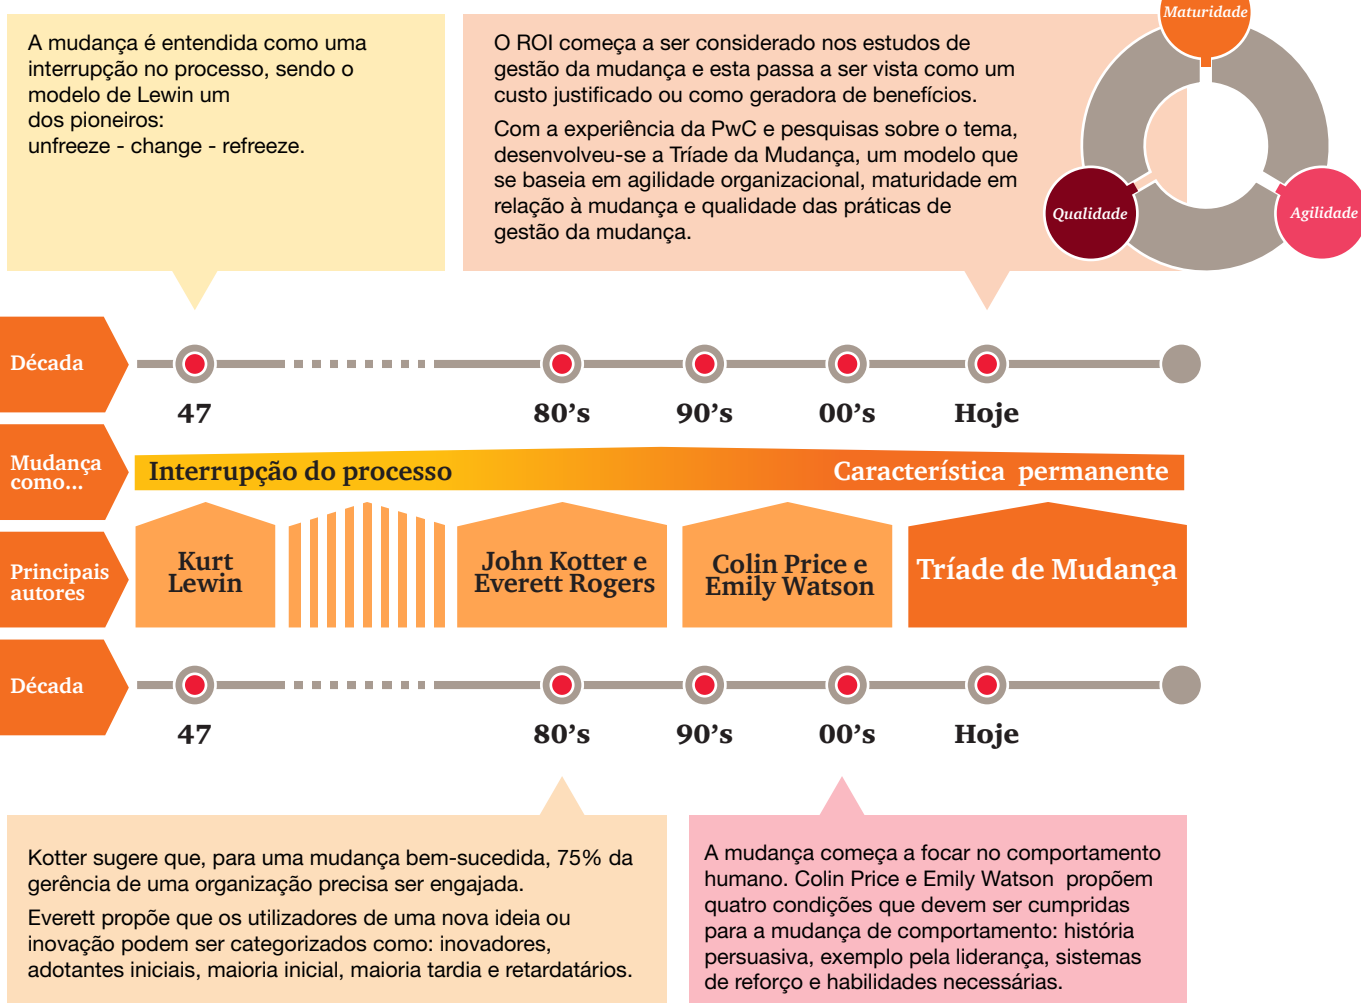 A mudança é entendida como uma
interrupção no processo, sendo o
modelo de Lewin um
dos pioneiros:
unfreeze - change - refreeze.
O ROI começa a ser considerado nos estudos de
gestão da mudança e esta passa a ser vista como um
custo justificado ou como geradora de benefícios.
Com a experiência da PwC e pesquisas sobre o tema,
desenvolveu-se a Tríade da Mudança, um modelo que
se baseia em agilidade organizacional, maturidade em
relação à mudança e qualidade das práticas de
gestão da mudança.
Maturidade
Qualidade
Agilidade
Década
47
80's
90's
00's
Hoje
Mudança
como...
Interrupção do processo
Característica permanente
Principais
autores
Kurt
Lewin
John Kotter e
Everett Rogers
Colin Price e
Emily Watson
Tríade de Mudança
Década
47
80's
90's
00's
Hoje
Kotter sugere que, para uma mudança bem-sucedida, 75% da
gerência de uma organização precisa ser engajada.
Everett propõe que os utilizadores de uma nova ideia ou
inovação podem ser categorizados como: inovadores,
adotantes iniciais, maioria inicial, maioria tardia e retardatários.
A mudança começa a focar no comportamento
humano. Colin Price e Emily Watson propõem
quatro condições que devem ser cumpridas
para a mudança de comportamento: história
persuasiva, exemplo pela liderança, sistemas
de reforço e habilidades necessárias.